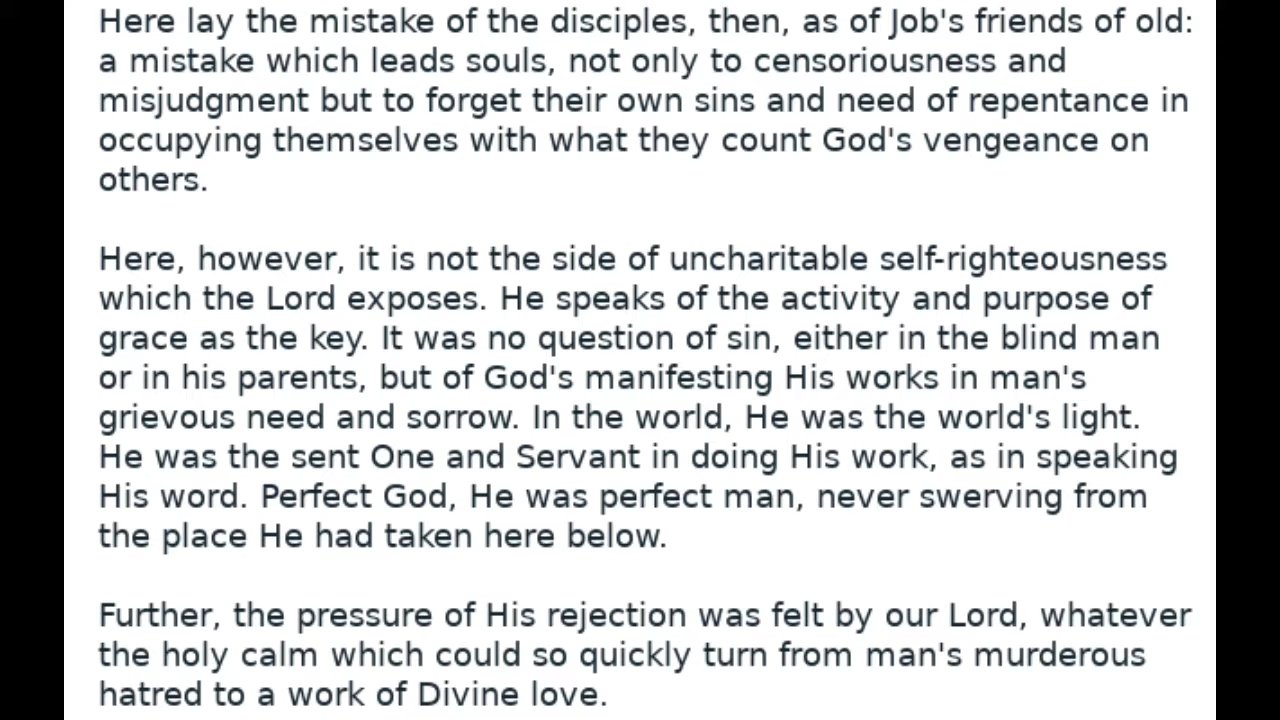 Here lay the mistake of the disciples, then, as of Job's friends of old:
a mistake which leads souls, not only to censoriousness and
misjudgment but to forget their own sins and need of repentance in
occupying themselves with what they count God's vengeance on
others.
Here, however, it is not the side of uncharitable self-righteousness
which the Lord exposes. He speaks of the activity and purpose of
grace as the key. It was no question of sin, either in the blind man
or in his parents, but of God's manifesting His works in man's
grievous need and sorrow. In the world, He was the world's light.
He was the sent One and Servant in doing His work, as in speaking
His word. Perfect God, He was perfect man, never swerving from
the place He had taken here below.
Further, the pressure of His rejection was felt by our Lord, whatever
the holy calm which could so quickly turn from man's murderous
hatred to a work of Divine love.